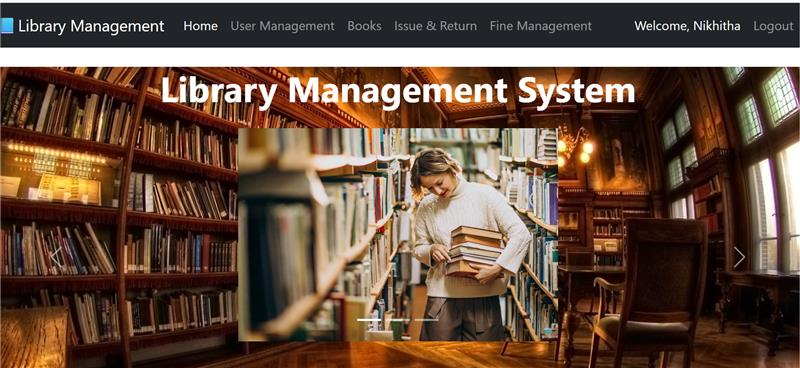 Library Management Home User Management Books Issue & Return Fine Management Welcome, Nikhitha Logout
Library Management System